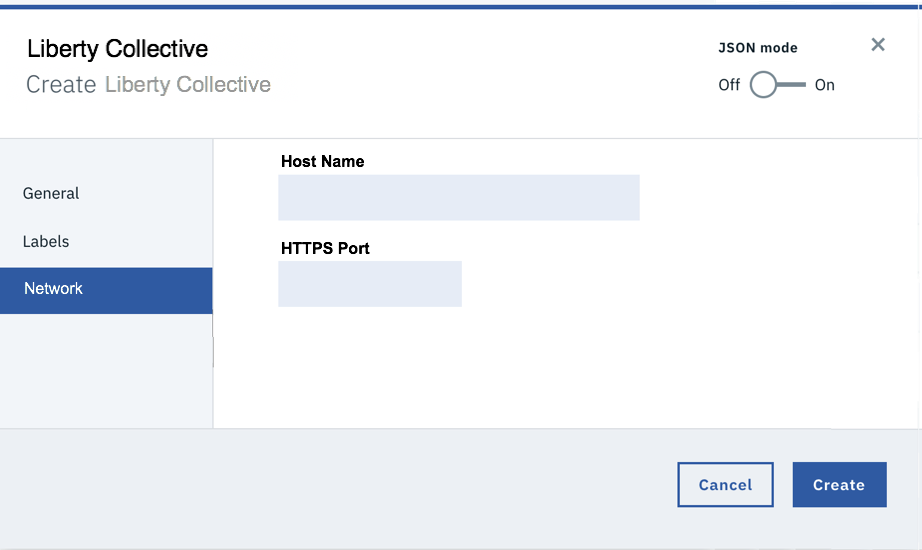 Liberty Collective
Create Liberty Collective
JSON mode
Off On
General
Labels
Network
Host Name
HTTPS Port
Cancel Create